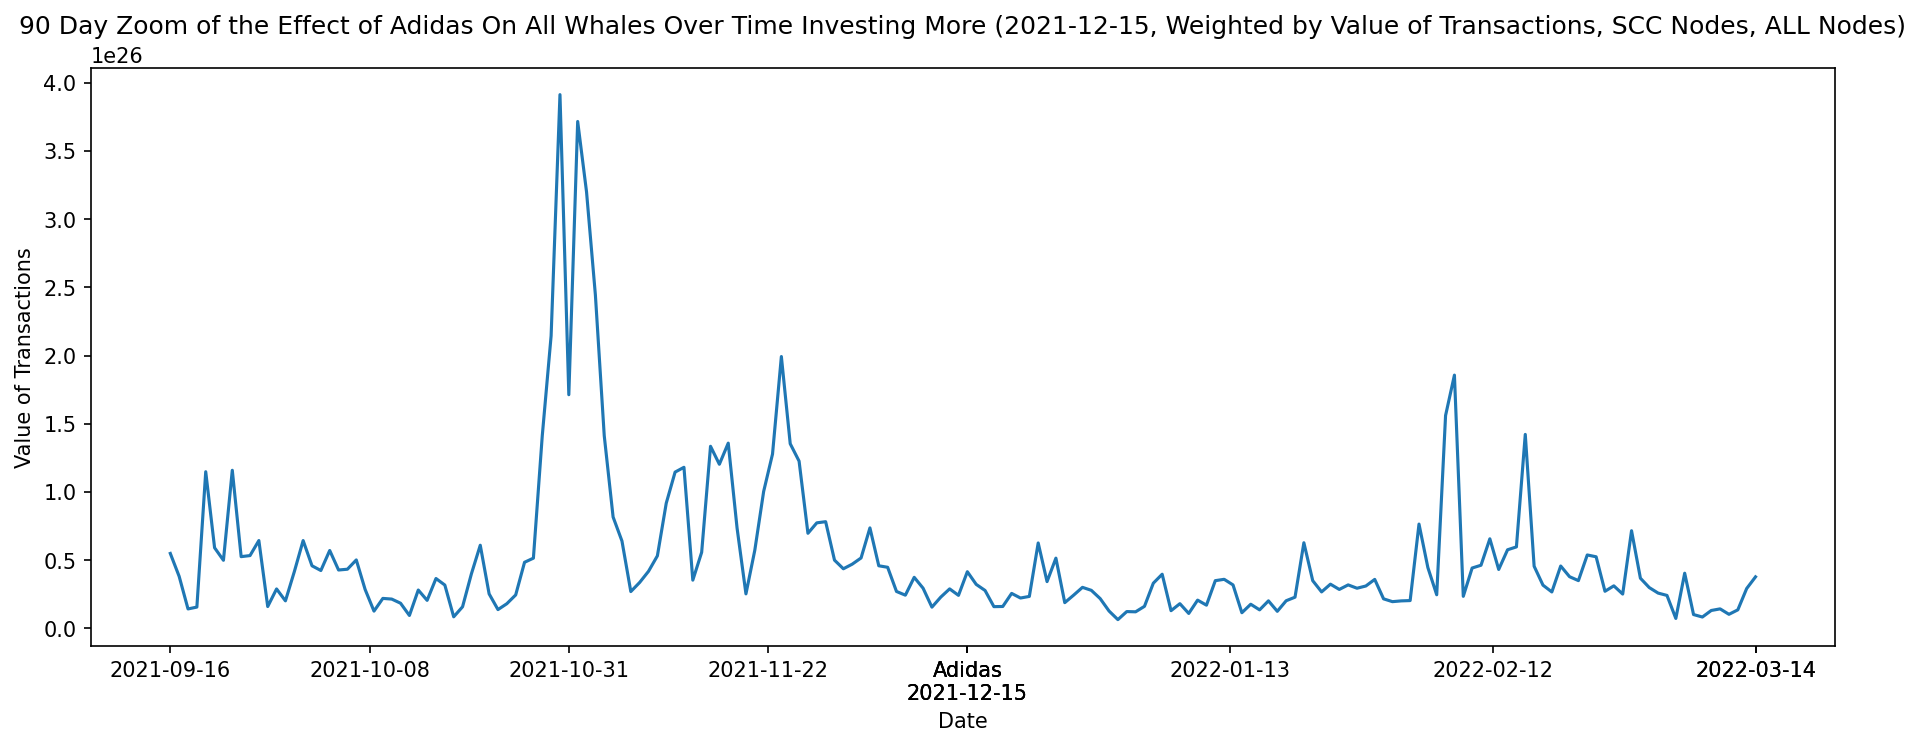 90 Day Zoom of the Effect of Adidas On All Whales Over Time Investing More (2021-12-15, Weighted by Value of Transactions, SCC Nodes, ALL Nodes)
1e26
4.0
3.5
3.0
2.5
2.0
1.5
1.0
0.5
0.0
Value of Transactions
2021-09-16 2021-10-08 2021-10-31 2021-11-22 Adidas 2022-01-13 2022-02-12 2022-03-14
2021-12-15
Date